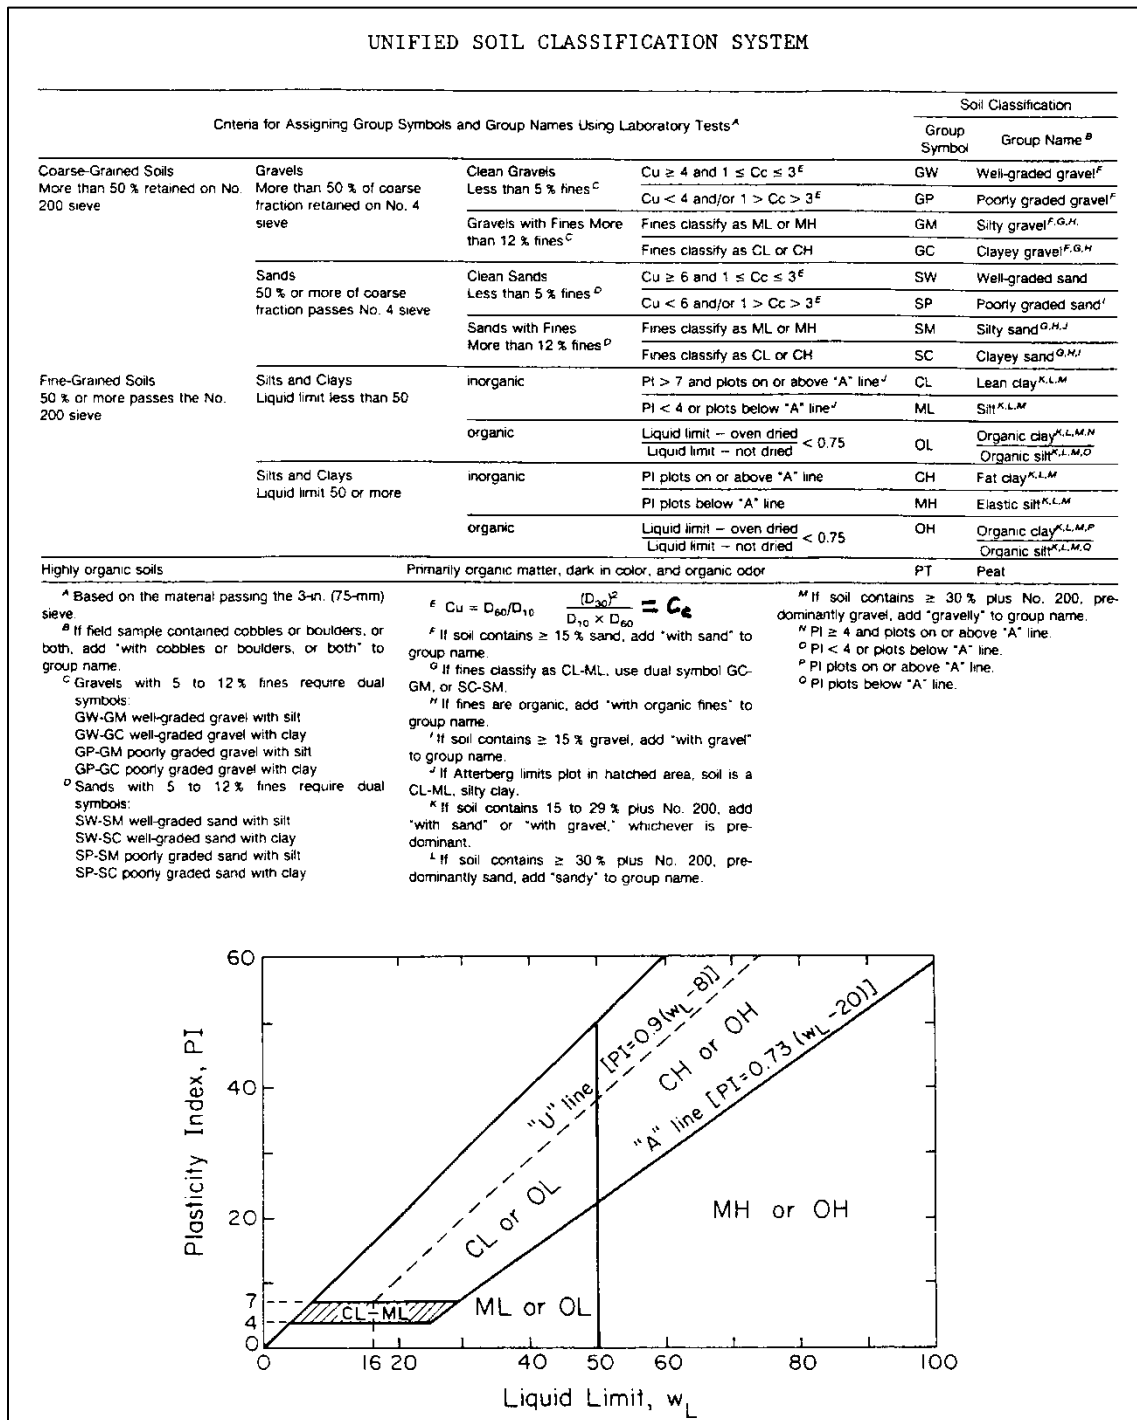 UNIFIED SOIL CLASSIFICATION SYSTEM
Criteria for Assigning Group Symbols and Group Names Using Laboratory Tests A
Soil Classification
Group Symbol
Group Name B
Coarse-Grained Soils
More than 50 % retained on No.
200 sieve
Gravels
More than 50 % of coarse
fraction retained on No. 4
sieve
Clean Gravels
Less than 5 % fines C
Cu ≥ 4 and 1 ≤ Cc ≤ 3 E
GW
Well-graded gravel F
Cu < 4 and/or 1 > Cc > 3 E
GP
Poorly graded gravel F
Gravels with Fines More
than 12 % fines C
Fines classify as ML or MH
GM
Silty gravel F,G,H.
Fines classify as CL or CH
GC
Clayey gravel F,G,H
Sands
50 % or more of coarse
fraction passes No. 4 sieve
Clean Sands
Less than 5 % fines D
Cu ≥ 6 and 1 ≤ Cc ≤ 3 E
SW
Well-graded sand
Cu < 6 and/or 1 > Cc > 3 E
SP
Poorly graded sand I
Sands with Fines
More than 12 % fines D
Fines classify as ML or MH
SM
Silty sand G,H,J
Fines classify as CL or CH
SC
Clayey sand G,H,I
Fine-Grained Soils
50 % or more passes the No.
200 sieve
Silts and Clays
Liquid limit less than 50
inorganic
PI > 7 and plots on or above "A" line J
CL
Lean clay K,L,M
PI < 4 or plots below "A" line J
ML
Silt K,L,M
organic
Liquid limit – oven dried
Liquid limit – not dried
< 0.75
OL
Organic clay K,L,M,N
Organic silt K,L,M,O
Silts and Clays
Liquid limit 50 or more
inorganic
PI plots on or above "A" line
CH
Fat clay K,L,M
PI plots below "A" line
MH
Elastic silt K,L,M
organic
Liquid limit – oven dried
Liquid limit – not dried
< 0.75
OH
Organic clay K,L,M,P
Organic silt K,L,M,Q
Highly organic soils
Primarily organic matter, dark in color, and organic odor
PT
Peat
A Based on the material passing the 3-in. (75-mm)
sieve.
B If field sample contained cobbles or boulders, or
both, add "with cobbles or boulders, or both" to
group name.
C Gravels with 5 to 12 % fines require dual
symbols:
GW-GM well-graded gravel with silt
GW-GC well-graded gravel with clay
GP-GM poorly graded gravel with silt
GP-GC poorly graded gravel with clay
D Sands with 5 to 12 % fines require dual
symbols:
SW-SM well-graded sand with silt
SW-SC well-graded sand with clay
SP-SM poorly graded sand with silt
SP-SC poorly graded sand with clay
E Cu = D60/D10 (D30)2 / D10 × D60 = Cc
F If soil contains ≥ 15 % sand, add "with sand" to
group name.
G If fines classify as CL-ML, use dual symbol GC-
GM, or SC-SM.
H If fines are organic, add "with organic fines" to
group name.
I If soil contains ≥ 15 % gravel, add "with gravel"
to group name.
J If Atterberg limits plot in hatched area, soil is a
CL-ML, silty clay.
K If soil contains 15 to 29 % plus No. 200, add
"with sand" or "with gravel," whichever is pre-
dominant.
L If soil contains ≥ 30 % plus No. 200, pre-
dominantly sand, add "sandy" to group name.
M If soil contains ≥ 30 % plus No. 200, pre-
dominantly gravel, add "gravelly" to group name.
N PI ≥ 4 and plots on or above "A" line.
O PI < 4 or plots below "A" line.
P PI plots on or above "A" line.
Q PI plots below "A" line.
Plasticity Index, PI
60
40
20
7
4
0
"U" line [PI=0.9(wL-8)]
CH or OH
"A" line [PI=0.73(wL-20)]
CL or OL
MH or OH
CL-ML
ML or OL
0 16 20 40 50 60 80 100
Liquid Limit, wL